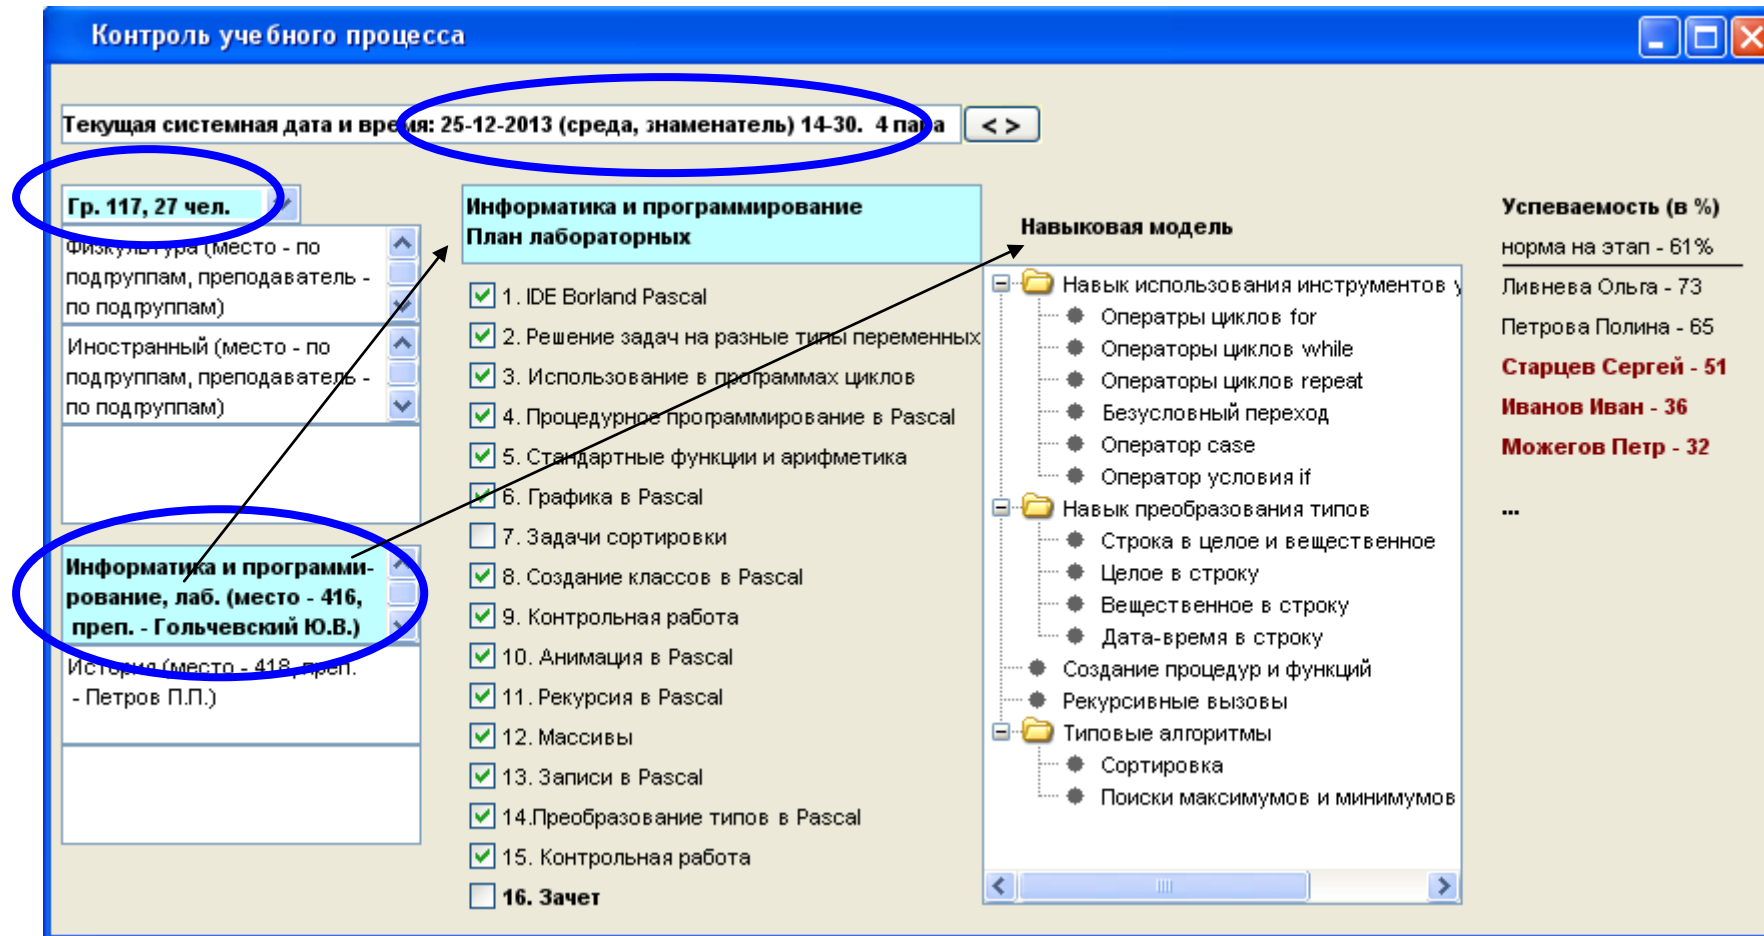 Контроль учебного процесса
Текущая системная дата и время: 25-12-2013 (среда, знаменатель) 14-30. 4 пара
< >
Гр. 117, 27 чел.
Физкультура (место - по
подгруппам, преподаватель -
по подгруппам)
Иностранный (место - по
подгруппам, преподаватель -
по подгруппам)
Информатика и программи-
рование, лаб. (место - 416,
преп. - Гольчевский Ю.В.)
История (место - 418, преп.
- Петров П.П.)
Информатика и программирование
План лабораторных
1. IDE Borland Pascal
2. Решение задач на разные типы переменных
3. Использование в программах циклов
4. Процедурное программирование в Pascal
5. Стандартные функции и арифметика
6. Графика в Pascal
7. Задачи сортировки
8. Создание классов в Pascal
9. Контрольная работа
10. Анимация в Pascal
11. Рекурсия в Pascal
12. Массивы
13. Записи в Pascal
14.Преобразование типов в Pascal
15. Контрольная работа
16. Зачет
Навыковая модель
Навык использования инструментов у
Оператры циклов for
Операторы циклов while
Операторы циклов repeat
Безусловный переход
Оператор case
Оператор условия if
Навык преобразования типов
Строка в целое и вещественное
Целое в строку
Вещественное в строку
Дата-время в строку
Создание процедур и функций
Рекурсивные вызовы
Типовые алгоритмы
Сортировка
Поиски максимумов и минимумов
Успеваемость (в %)
норма на этап - 61%
Ливнева Ольга - 73
Петрова Полина - 65
Старцев Сергей - 51
Иванов Иван - 36
Можегов Петр - 32
...